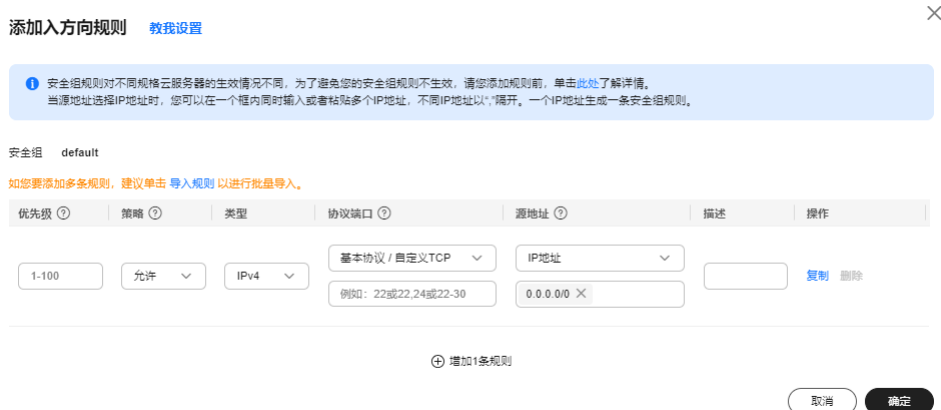 添加入方向规则 教我设置
安全组规则对不同规格云服务器的生效情况不同，为了避免您的安全组规则不生效，请您添加规则前，单击此处了解详情。
当源地址选择IP地址时，您可以在一个框内同时输入或者粘贴多个IP地址，不同IP地址以“,”隔开。一个IP地址生成一条安全组规则。
安全组 default
如您要添加多条规则，建议单击 导入规则 以进行批量导入。
优先级 策略 类型 协议端口 源地址 描述 操作
基本协议 / 自定义TCP IP地址
1-100 允许 IPv4 复制 删除
例如：22或22,24或22-30 0.0.0.0/0
增加1条规则
取消 确定